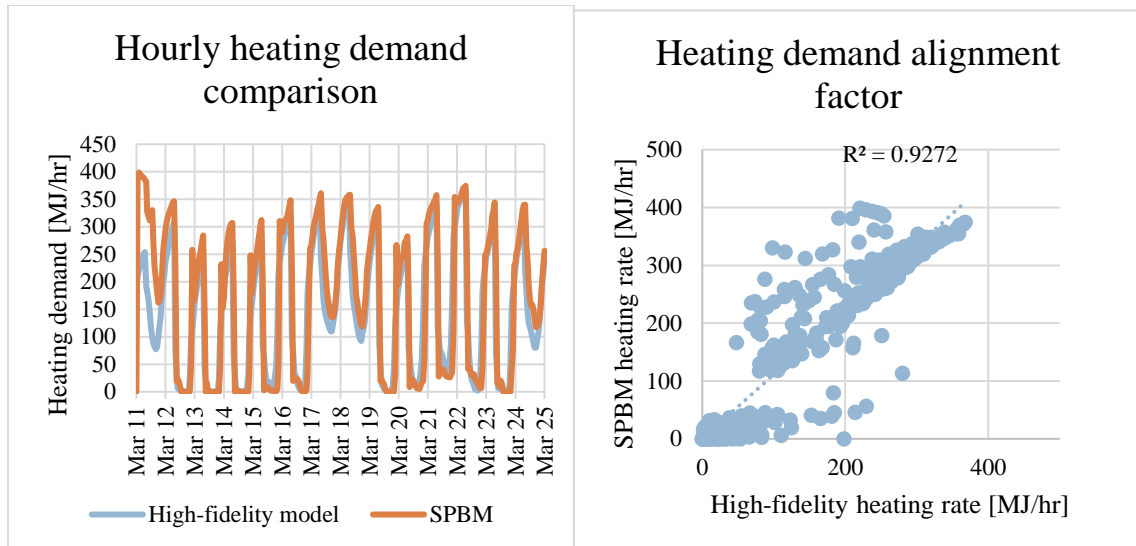 Hourly heating demand
comparison
Heating demand [MJ/hr]
450
400
350
300
250
200
150
100
50
0
Mar 11
Mar 12
Mar 13
Mar 14
Mar 15
Mar 16
Mar 17
Mar 18
Mar 19
Mar 20
Mar 21
Mar 22
Mar 23
Mar 24
Mar 25
High-fidelity model
SPBM
Heating demand alignment
factor
SPBM heating rate [MJ/hr]
500
400
300
200
100
0
R² = 0.9272
0
200
400
High-fidelity heating rate [MJ/hr]